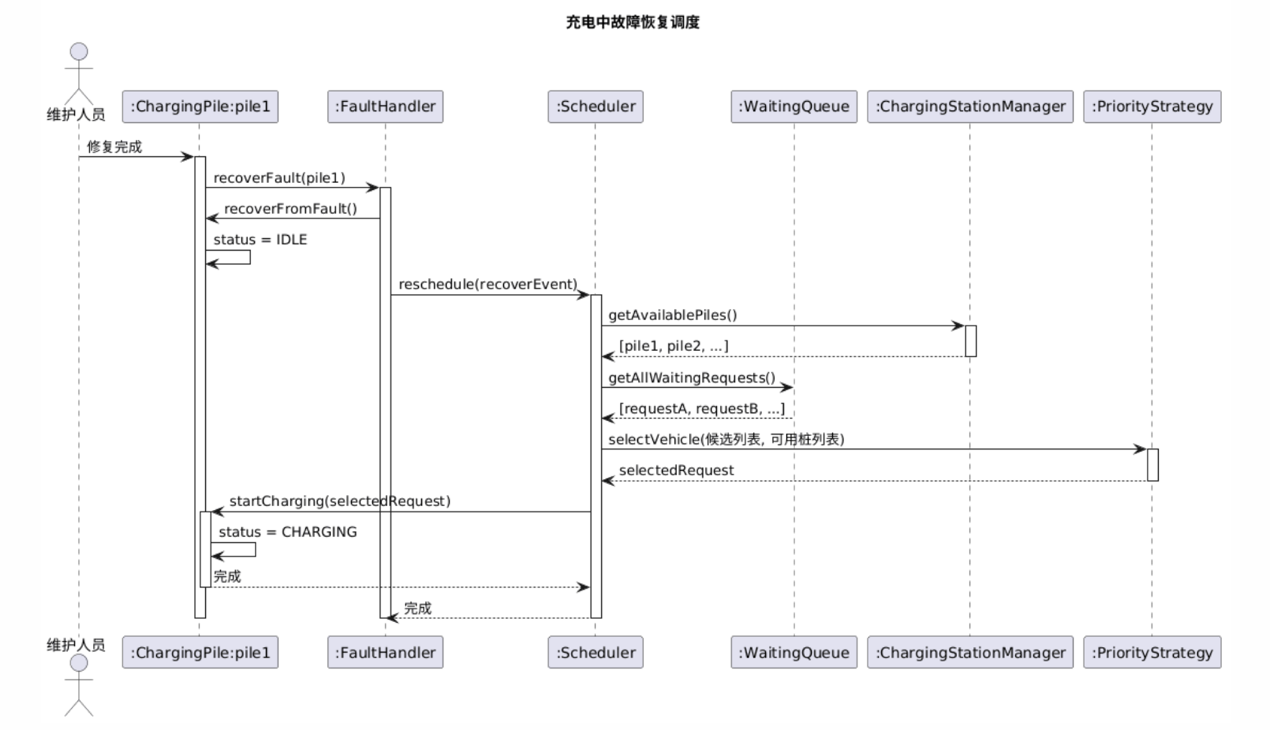 充电中故障恢复调度
维护人员
:ChargingPile:pile1
:FaultHandler
:Scheduler
:WaitingQueue
:ChargingStationManager
:PriorityStrategy
修复完成
recoverFault(pile1)
recoverFromFault()
status = IDLE
reschedule(recoverEvent)
getAvailablePiles()
[pile1, pile2, ...]
getAllWaitingRequests()
[requestA, requestB, ...]
selectVehicle(候选列表, 可用桩列表)
selectedRequest
startCharging(selectedRequest)
status = CHARGING
完成
完成
维护人员
:ChargingPile:pile1
:FaultHandler
:Scheduler
:WaitingQueue
:ChargingStationManager
:PriorityStrategy